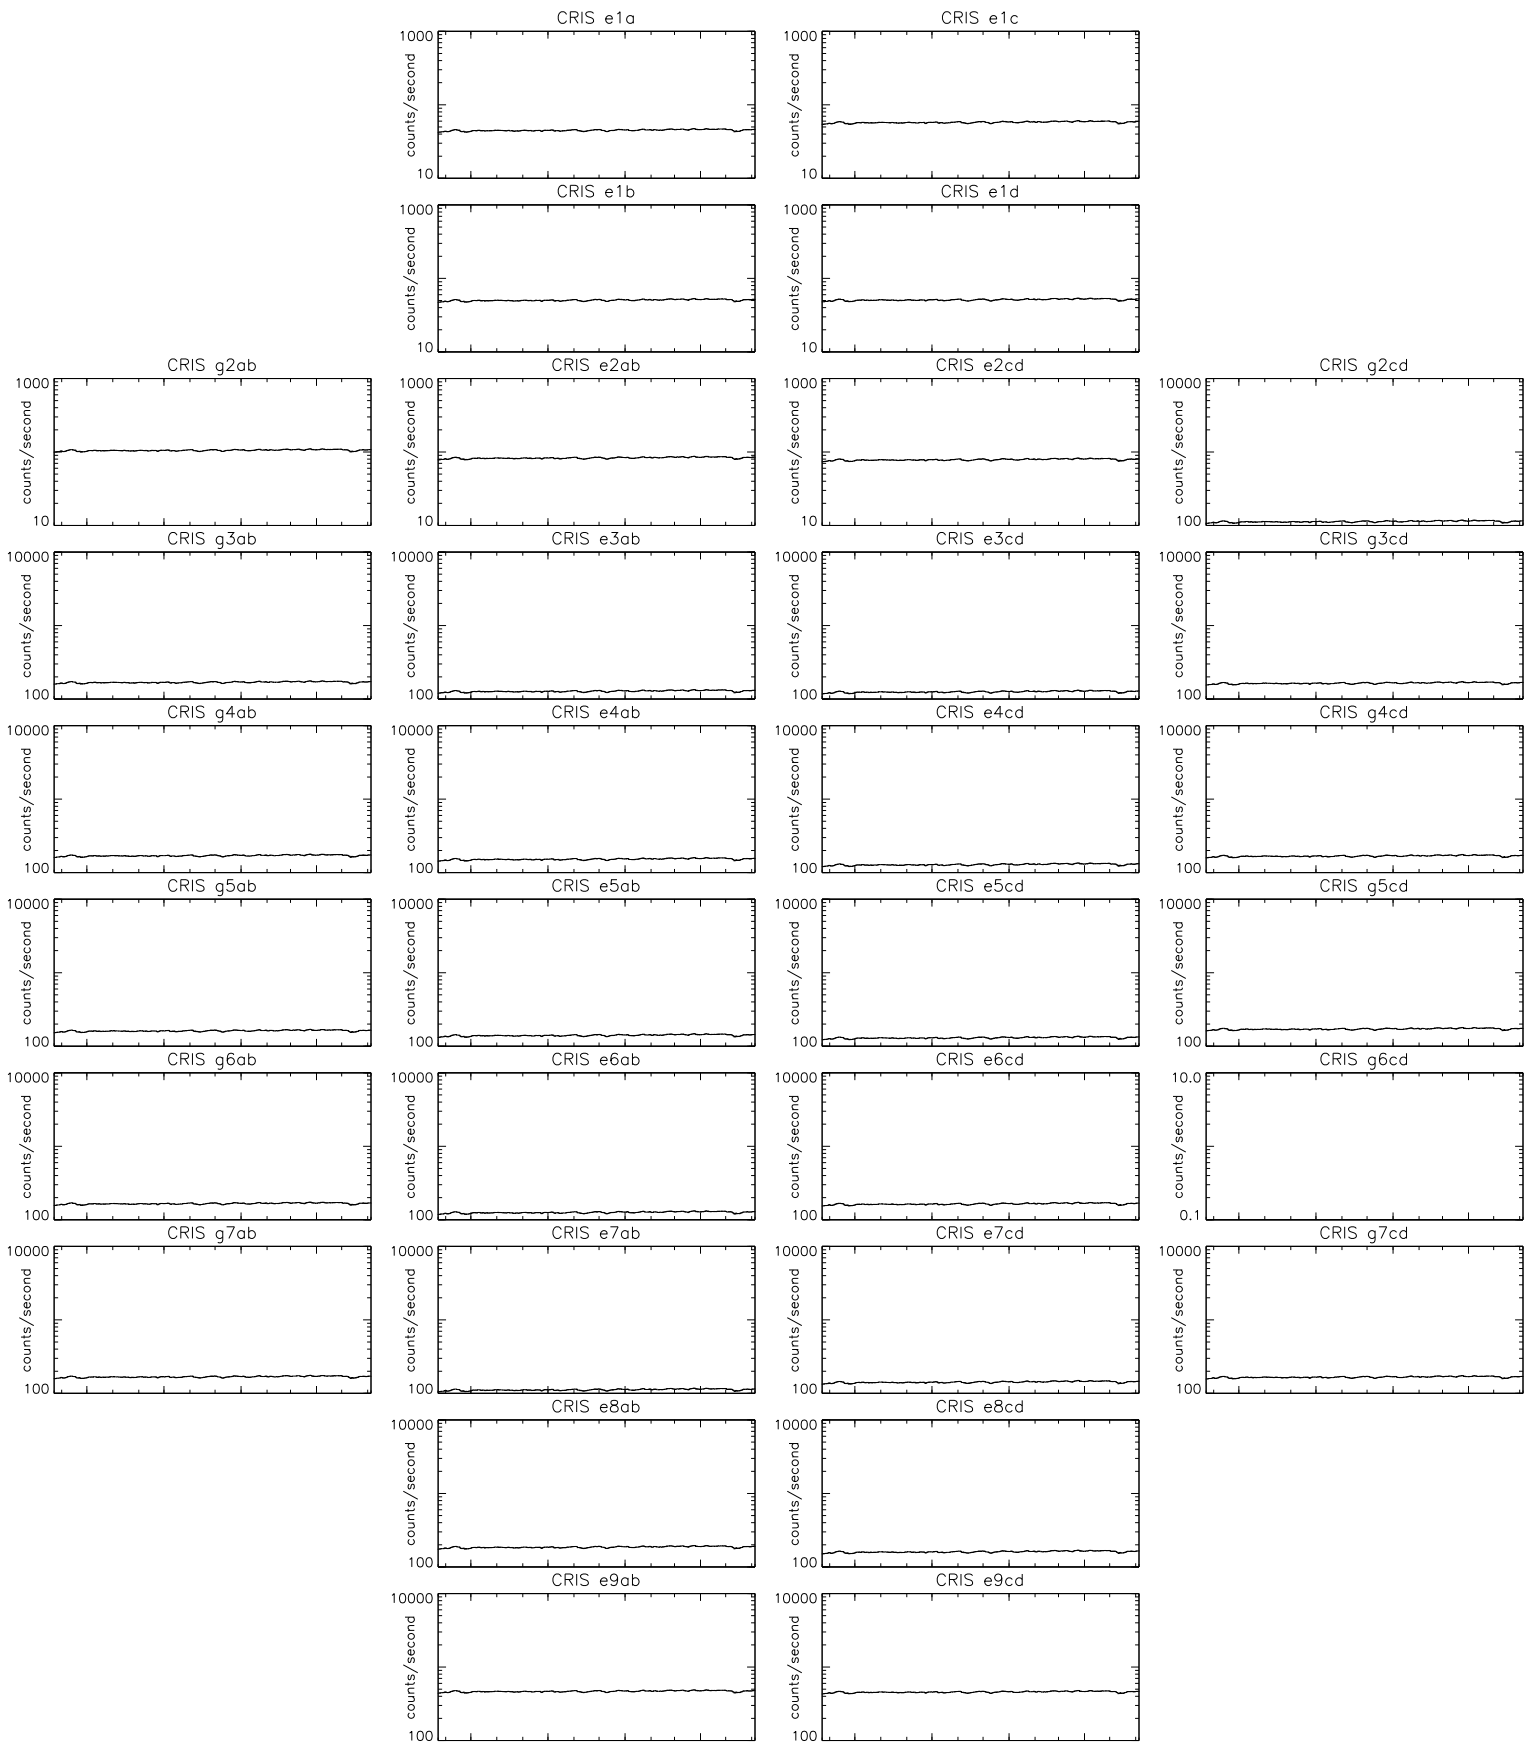 CRIS e1a
CRIS e1c
1000
counts/second
10
1000
counts/second
10
CRIS e1b
CRIS e1d
1000
counts/second
10
1000
counts/second
10
CRIS g2ab
CRIS e2ab
CRIS e2cd
CRIS g2cd
1000
counts/second
10
1000
counts/second
10
1000
counts/second
10
10000
counts/second
100
CRIS g3ab
CRIS e3ab
CRIS e3cd
CRIS g3cd
10000
counts/second
100
10000
counts/second
100
10000
counts/second
100
10000
counts/second
100
CRIS g4ab
CRIS e4ab
CRIS e4cd
CRIS g4cd
10000
counts/second
100
10000
counts/second
100
10000
counts/second
100
10000
counts/second
100
CRIS g5ab
CRIS e5ab
CRIS e5cd
CRIS g5cd
10000
counts/second
100
10000
counts/second
100
10000
counts/second
100
10000
counts/second
100
CRIS g6ab
CRIS e6ab
CRIS e6cd
CRIS g6cd
10000
counts/second
100
10000
counts/second
100
10000
counts/second
100
10.0
counts/second
0.1
CRIS g7ab
CRIS e7ab
CRIS e7cd
CRIS g7cd
10000
counts/second
100
10000
counts/second
100
10000
counts/second
100
10000
counts/second
100
CRIS e8ab
CRIS e8cd
10000
counts/second
100
10000
counts/second
100
CRIS e9ab
CRIS e9cd
10000
counts/second
100
10000
counts/second
100